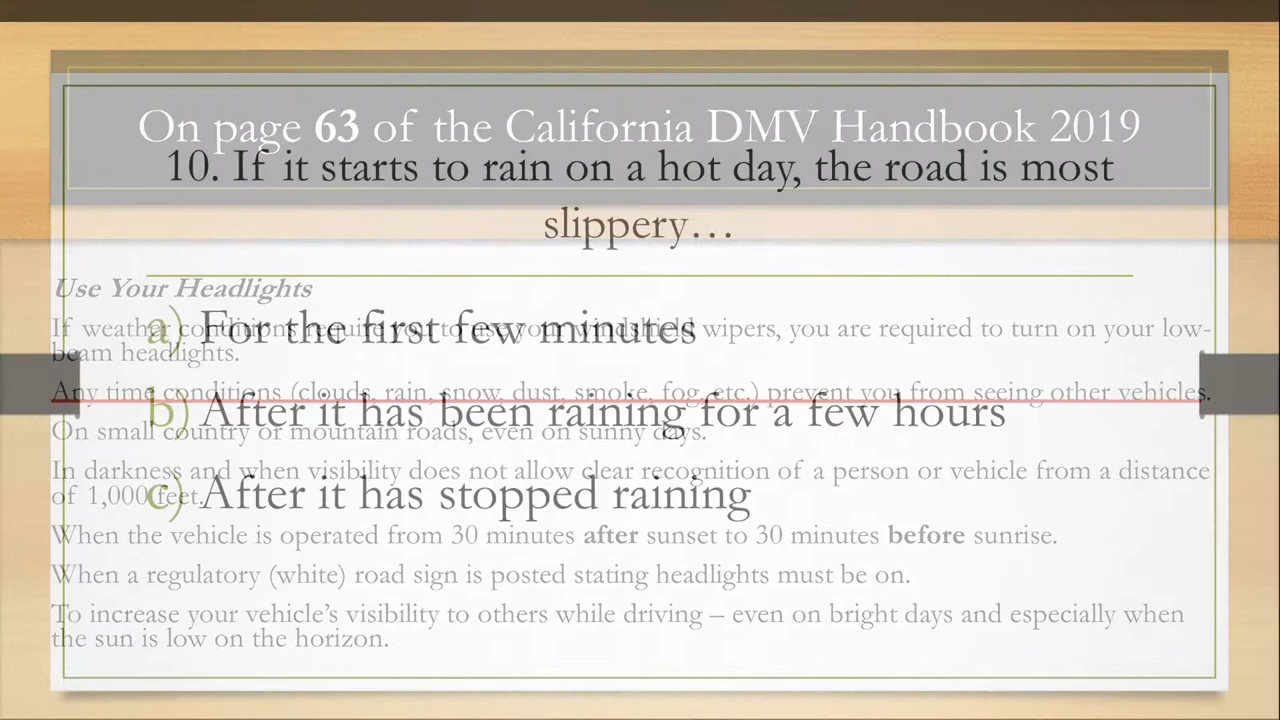 On page 63 of the California DMV Handbook 2019
10. If it starts to rain on a hot day, the road is most
slippery…
Use Your Headlights
If weather conditions require you to use your windshield wipers, you are required to turn on your low-
beam headlights.
a) For the first few minutes
Any time conditions (clouds, rain, snow, dust, smoke, fog, etc.) prevent you from seeing other vehicles.
b) After it has been raining for a few hours
On small country or mountain roads, even on sunny days.
In darkness and when visibility does not allow clear recognition of a person or vehicle from a distance
of 1,000 feet.
c) After it has stopped raining
When the vehicle is operated from 30 minutes after sunset to 30 minutes before sunrise.
When a regulatory (white) road sign is posted stating headlights must be on.
To increase your vehicle’s visibility to others while driving – even on bright days and especially when
the sun is low on the horizon.